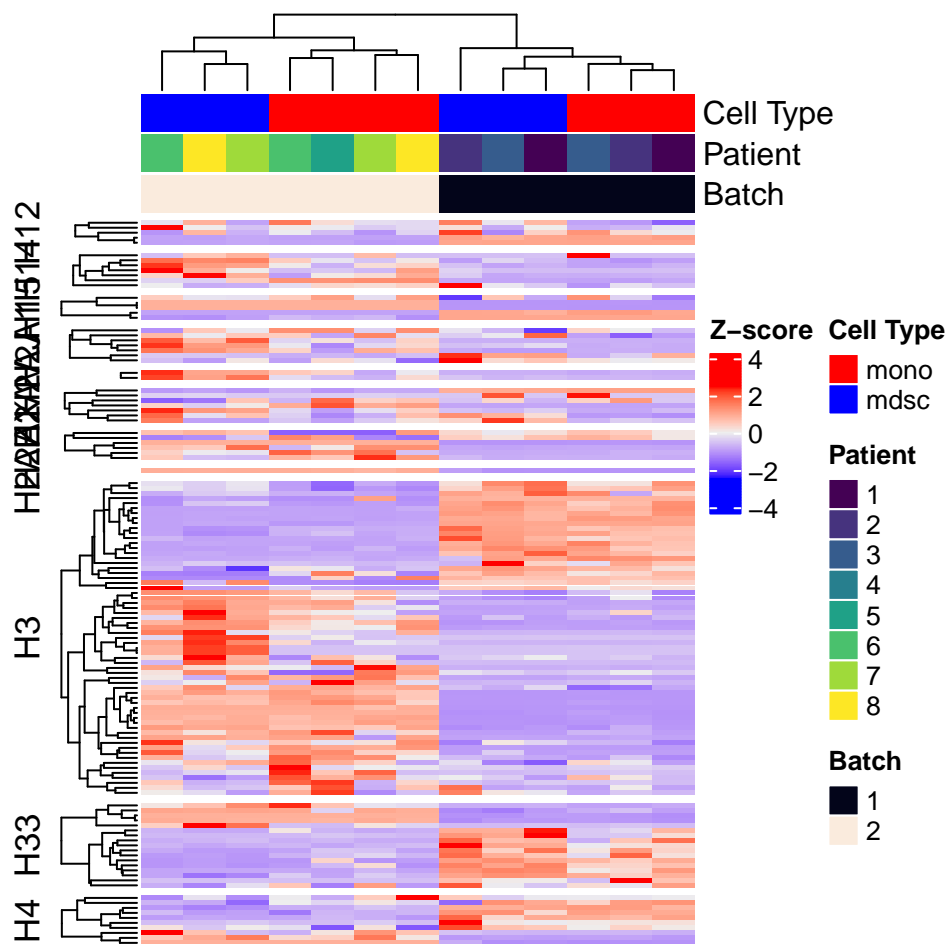 Cell Type
Patient
Batch
H3
H33
H4
Z−score
4
2
0
−2
−4
Cell Type
mono
mdsc
Patient
1
2
3
4
5
6
7
8
Batch
1
2